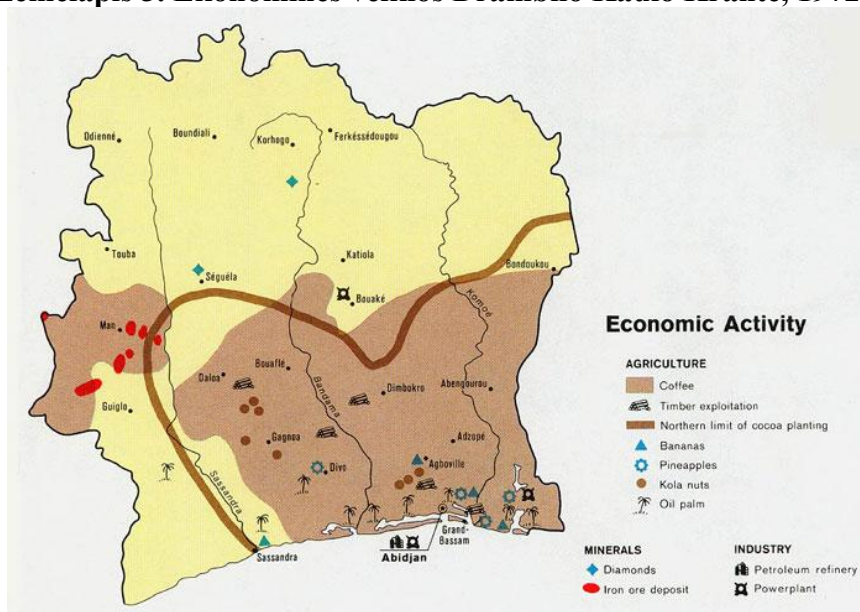 Odienné
Boundiali
Korhogo
Ferkéssédougou
Touba
Séguéla
Katiola
Bondoukou
Bouaké
Komoé
Man
Daloa
Bouaflé
Bandama
Dimbokro
Abengourou
Guiglo
Gagnoa
Adzopé
Divo
Agboville
Sassandra
Grand-
Bassam
Abidjan
Sassandra
Economic Activity
AGRICULTURE
Coffee
Timber exploitation
Northern limit of cocoa planting
Bananas
Pineapples
Kola nuts
Oil palm
MINERALS
Diamonds
Iron ore deposit
INDUSTRY
Petroleum refinery
Powerplant